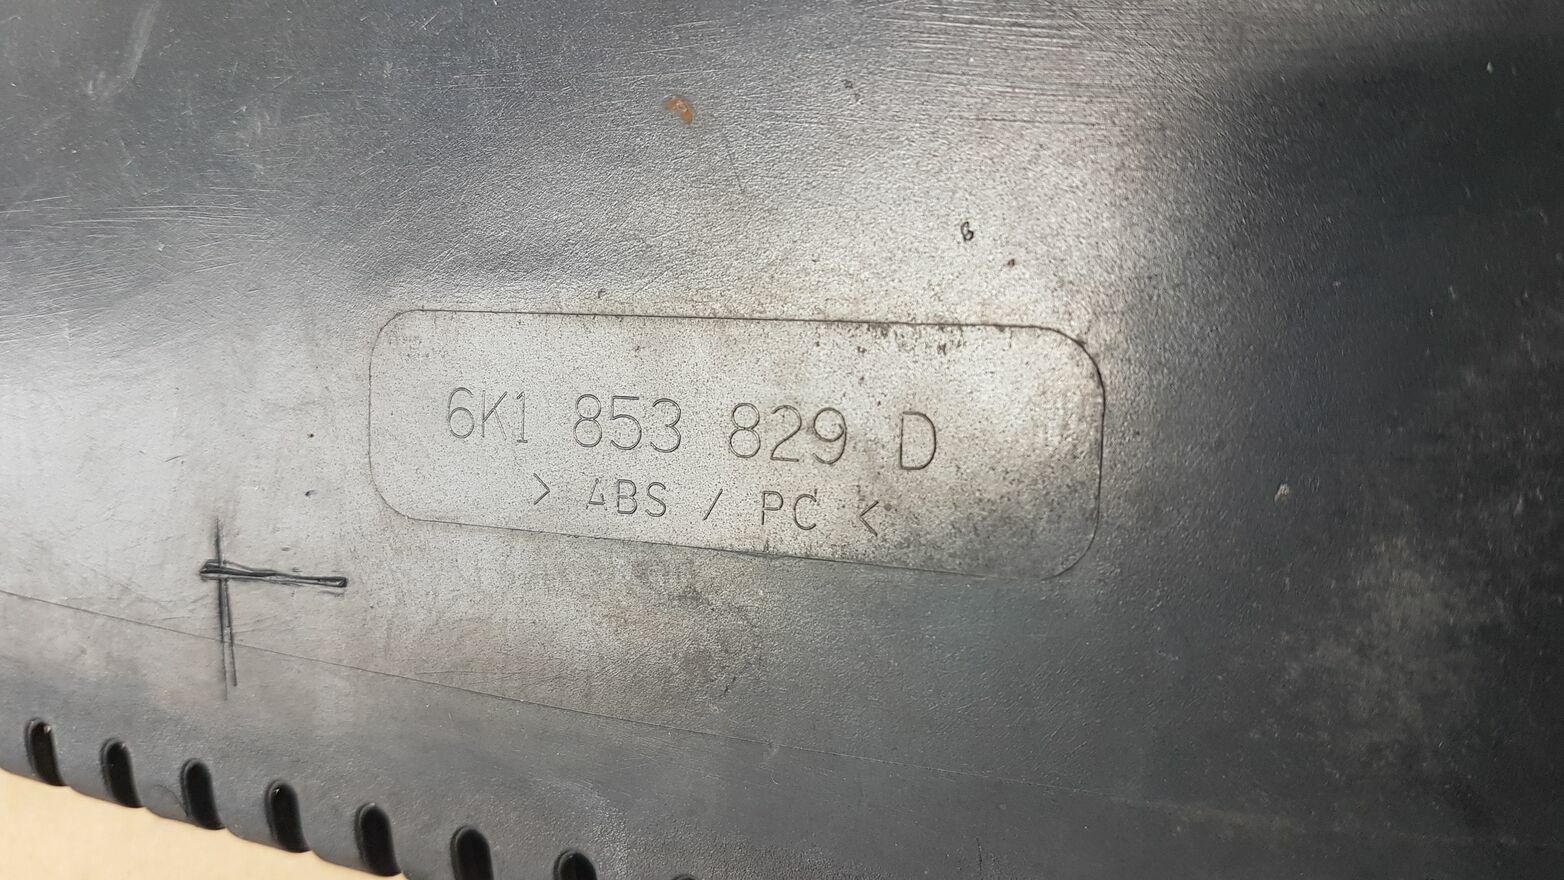 6K1 853 829 D
> ABS / PC <